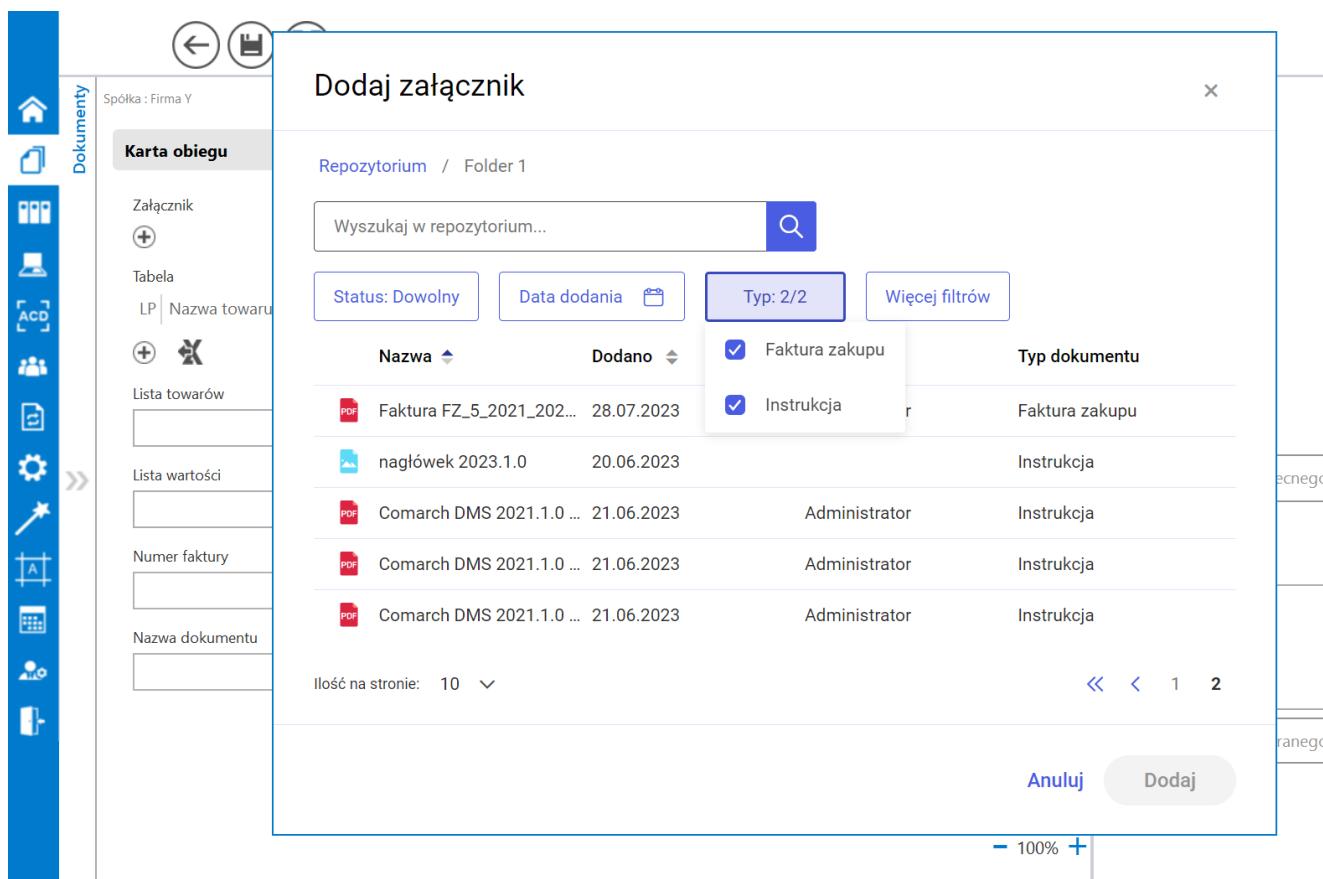 Dodaj załącznik
Dokumenty
Spółka : Firma Y
Karta obiegu
Repozytorium / Folder 1
Załącznik
Wyszukaj w repozytorium...
Tabela
Status: Dowolny Data dodania Typ: 2/2 Więcej filtrów
LP Nazwa towaru
ACD
Nazwa Dodano Faktura zakupu Typ dokumentu
Lista towarów
Instrukcja
PDF Faktura FZ_5_2021_202... 28.07.2023 r Faktura zakupu
nagłówek 2023.1.0 20.06.2023 Instrukcja
Lista wartości
ecnego
PDF Comarch DMS 2021.1.0 ... 21.06.2023 Administrator Instrukcja
Numer faktury
A
PDF Comarch DMS 2021.1.0 ... 21.06.2023 Administrator Instrukcja
PDF Comarch DMS 2021.1.0 ... 21.06.2023 Administrator Instrukcja
Nazwa dokumentu
Ilość na stronie: 10 1 2
ranego
Anuluj Dodaj
100%